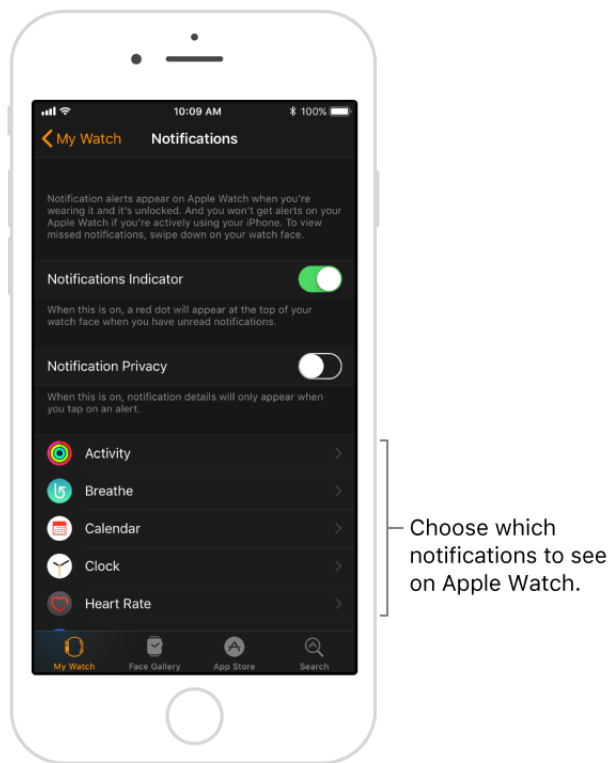 10:09 AM
100%
My Watch
Notifications
Notification alerts appear on Apple Watch when you're
wearing it and it's unlocked. And you won't get alerts on your
Apple Watch if you're actively using your iPhone. To view
missed notifications, swipe down on your watch face.
Notifications Indicator
When this is on, a red dot will appear at the top of your
watch face when you have unread notifications.
Notification Privacy
When this is on, notification details will only appear when
you tap on an alert.
Activity
Breathe
Calendar
Clock
Heart Rate
Choose which
notifications to see
on Apple Watch.
My Watch
Face Gallery
App Store
Search